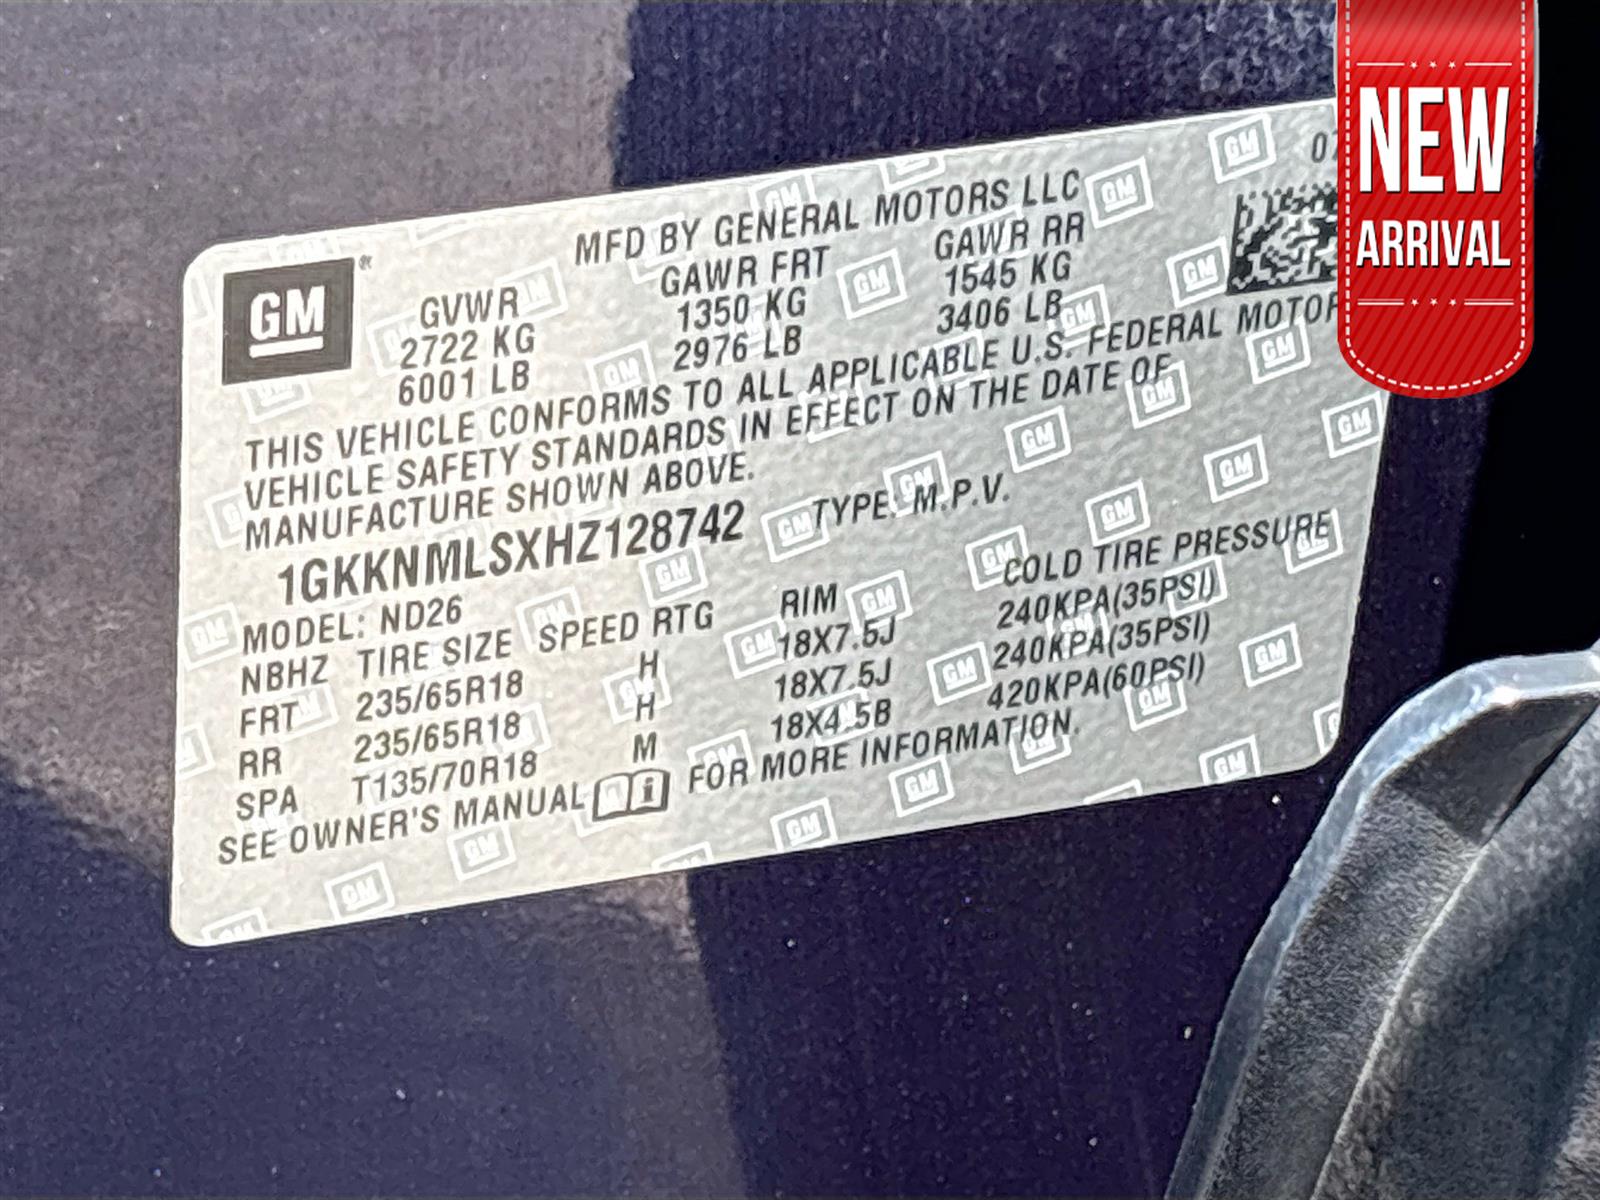 NEW
ARRIVAL
GM
MFD BY GENERAL MOTORS LLC
GVWR GAWR FRT GAWR RR
2722 KG 1350 KG 1545 KG
6001 LB 2976 LB 3406 LB
THIS VEHICLE CONFORMS TO ALL APPLICABLE U.S. FEDERAL MOTOR
VEHICLE SAFETY STANDARDS IN EFFECT ON THE DATE OF
MANUFACTURE SHOWN ABOVE.
1GKKNMLSXHZ128742 TYPE: M.P.V.
MODEL: ND26
NBHZ TIRE SIZE SPEED RTG RIM COLD TIRE PRESSURE
FRT 235/65R18 H 18X7.5J 240KPA(35PSI)
RR 235/65R18 H 18X7.5J 240KPA(35PSI)
SPA T135/70R18 M 18X4.5B 420KPA(60PSI)
SEE OWNER'S MANUAL FOR MORE INFORMATION.